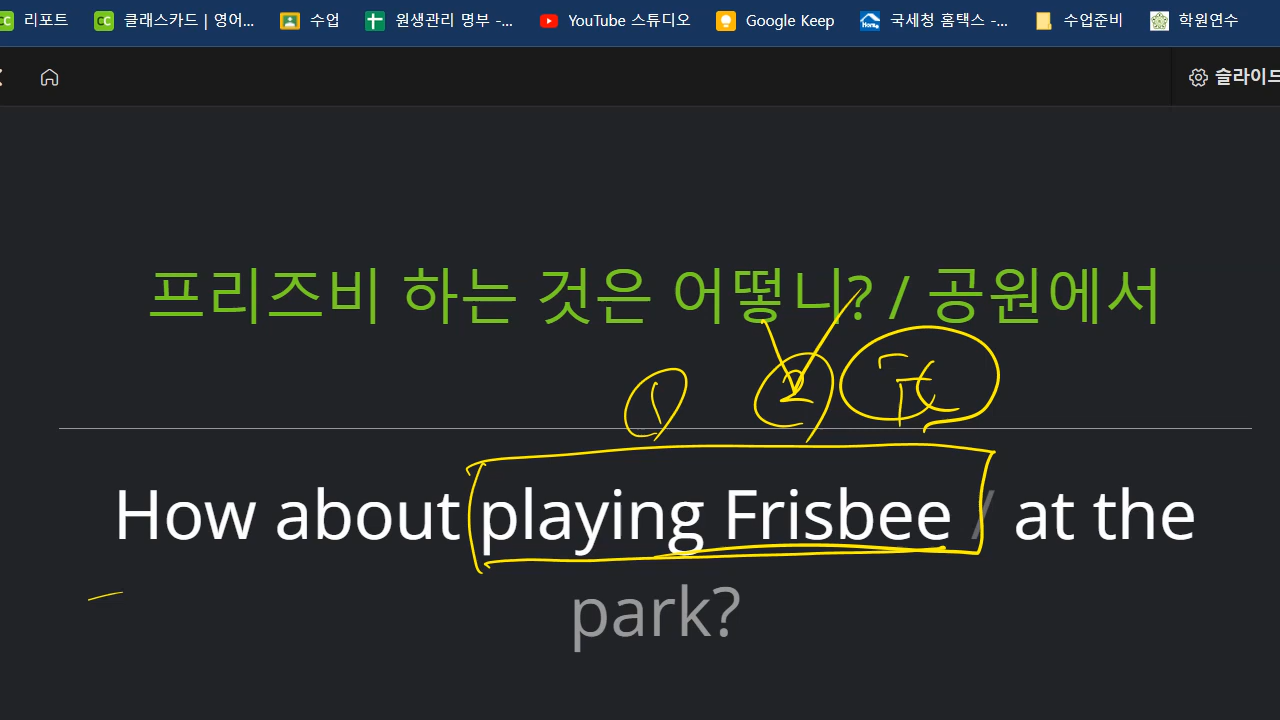 리포트 클래스카드 | 영어... 수업 원생관리 명부 -... YouTube 스튜디오 Google Keep 국세청 홈택스 -... 수업준비 학원연수
슬라이드
프리즈비 하는 것은 어떻니? / 공원에서
① ②
How about playing Frisbee / at the
park?